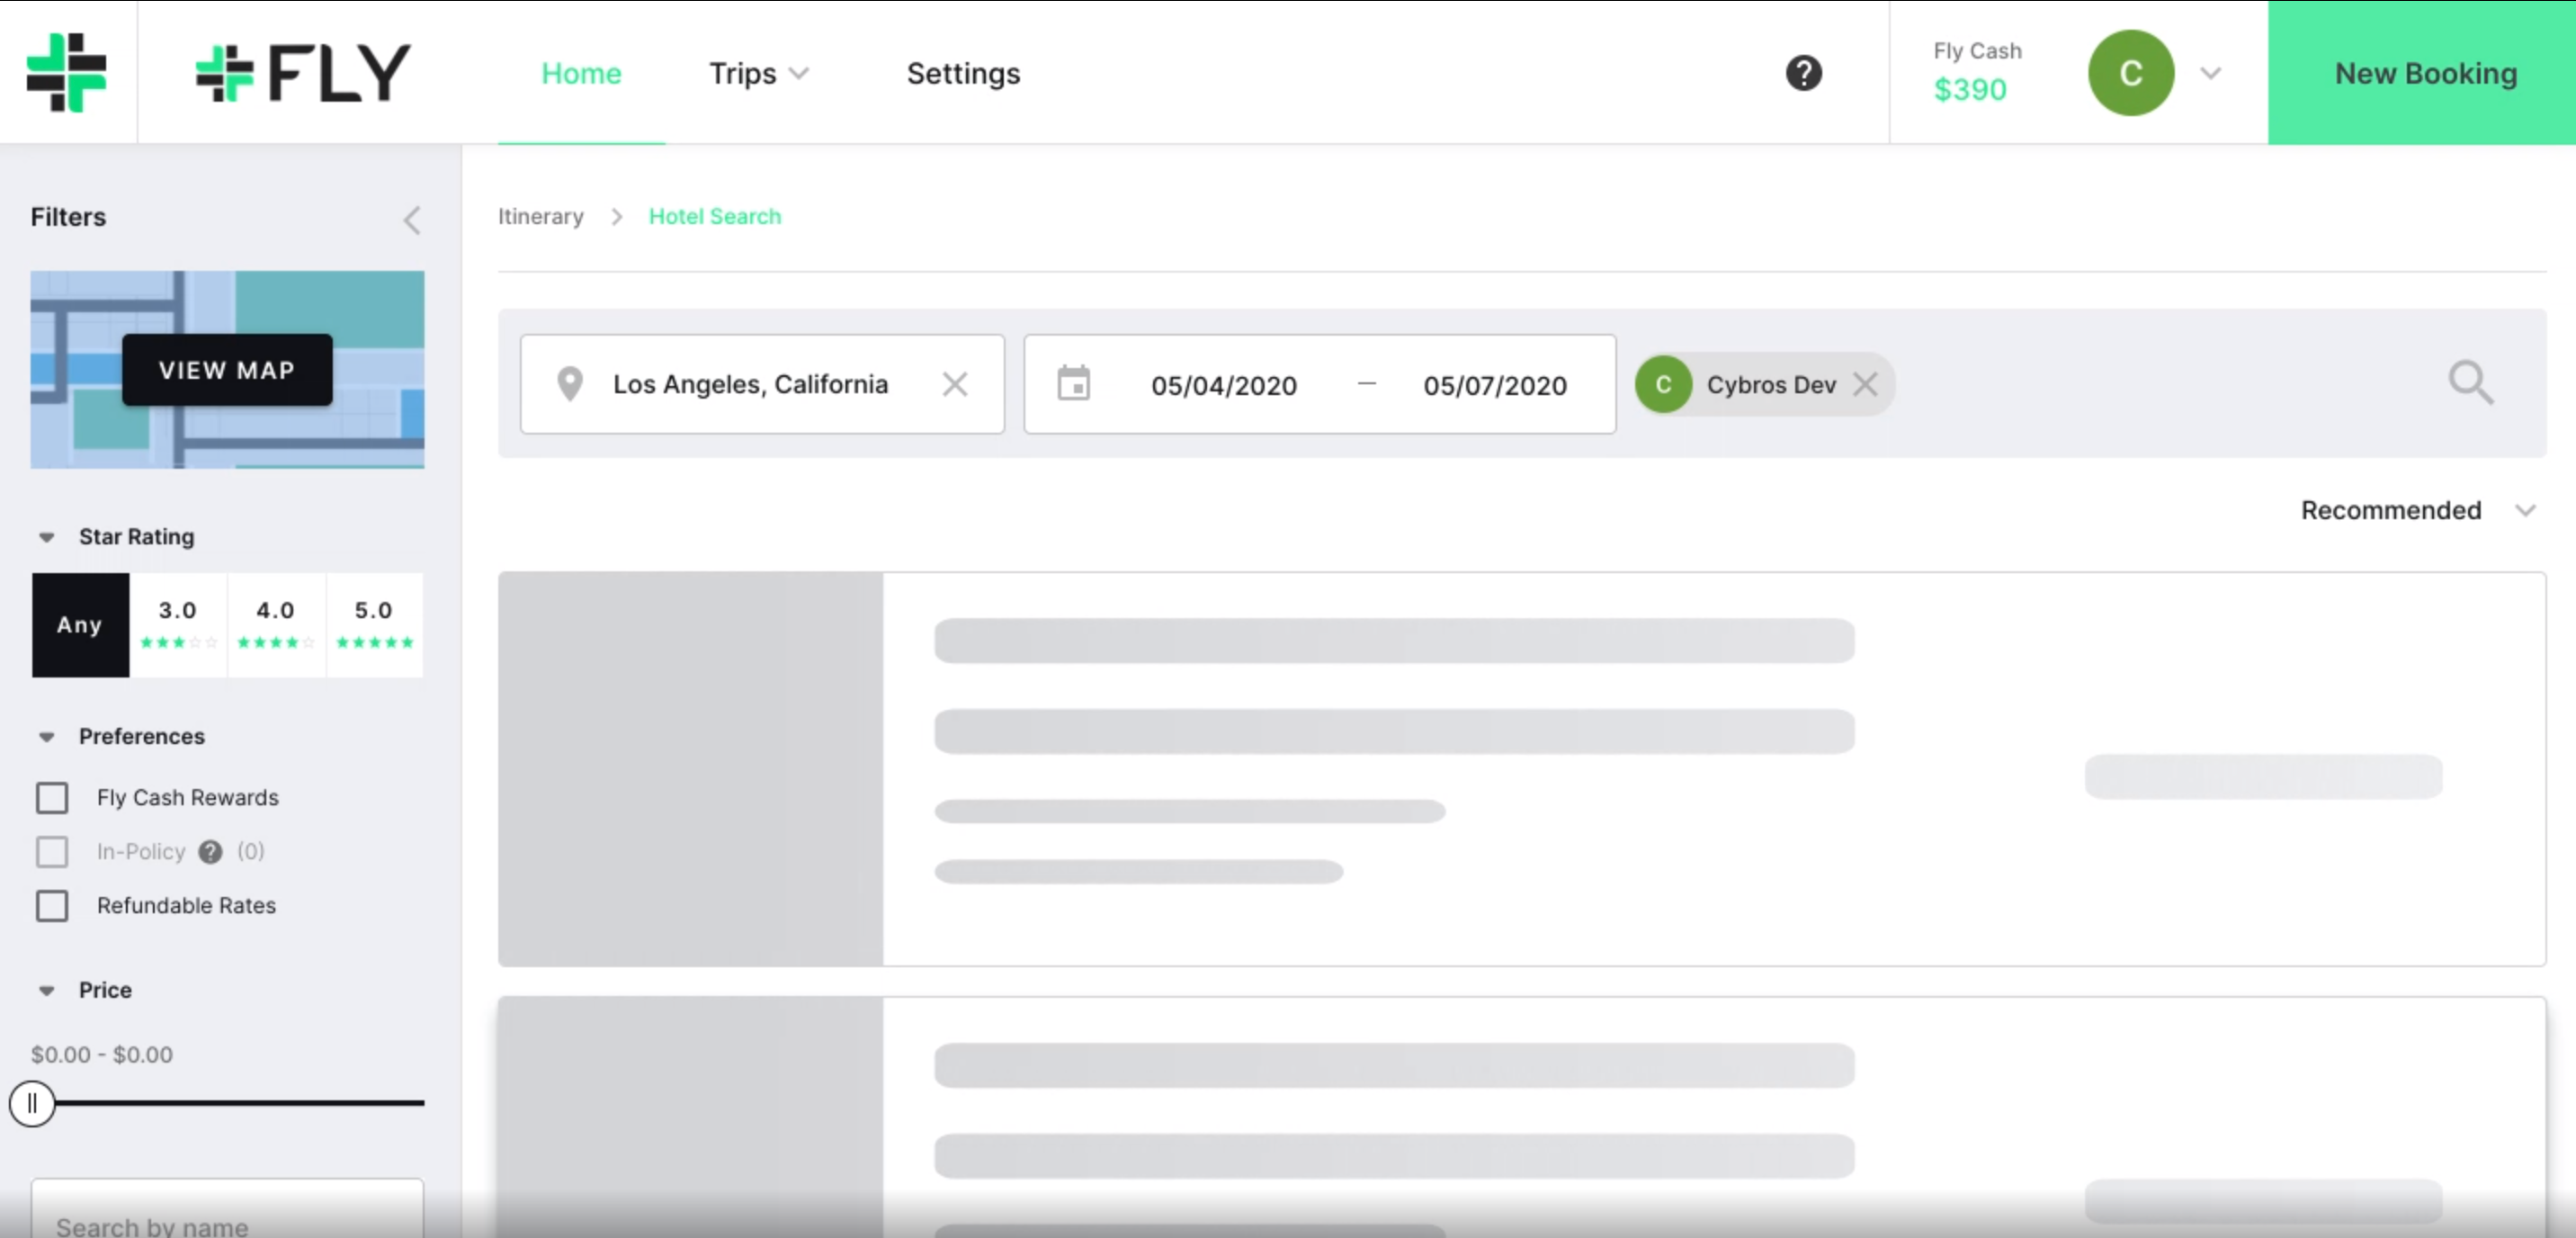 FLY
Home
Trips
Settings
?
Fly Cash
$390
C
New Booking
Filters
VIEW MAP
Star Rating
Any
3.0
4.0
5.0
Preferences
Fly Cash Rewards
In-Policy ? (0)
Refundable Rates
Price
$0.00 - $0.00
Search by name
Itinerary > Hotel Search
Los Angeles, California
05/04/2020 – 05/07/2020
C Cybros Dev
Recommended